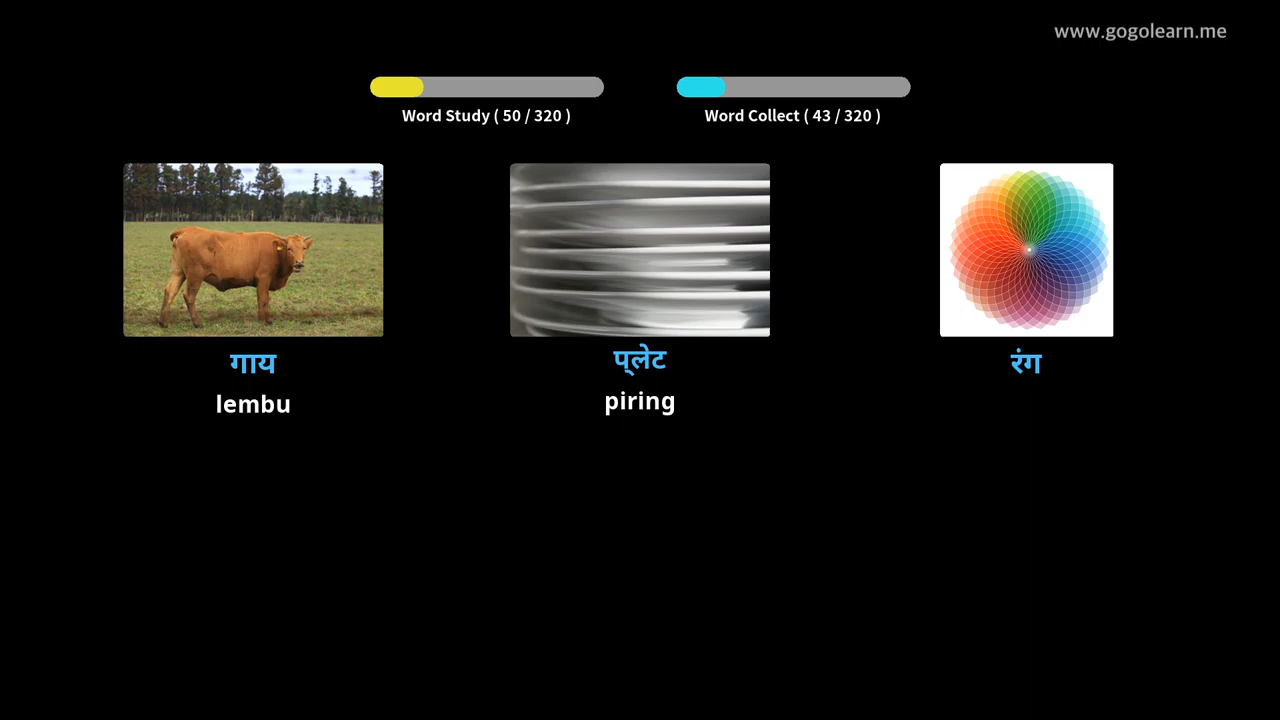 www.gogolearn.me
Word Study ( 50 / 320 )
Word Collect ( 43 / 320 )
गाय
प्लेट
रंग
lembu
piring